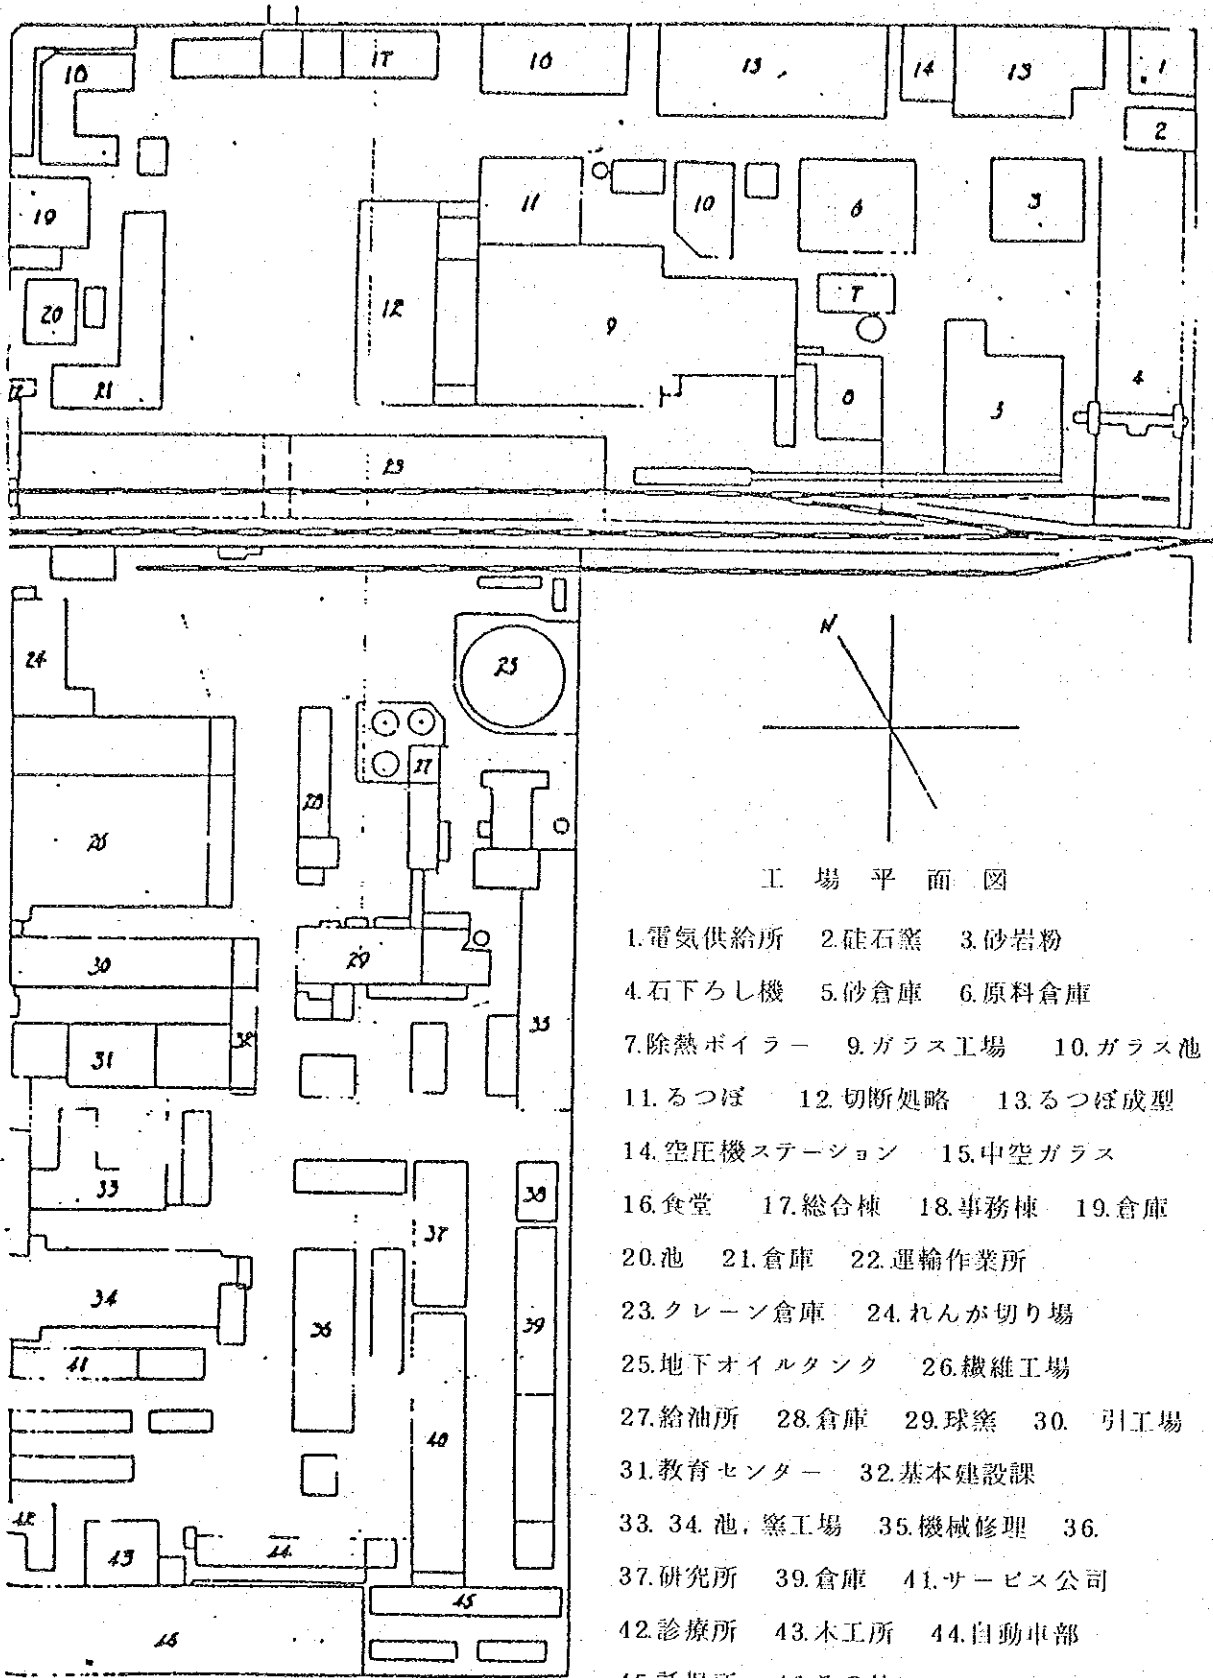 10
17
10
13
14
13
1
2
19
11
10
6
3
20
12
9
7
21
8
3
4
23
N
24
25
27
28
26
工場平面図
1.電気供給所 2.硅石窯 3.砂岩粉
30
29
4.石下ろし機 5.砂倉庫 6.原料倉庫
35
31
32
7.除熱ボイラー 9.ガラス工場 10.ガラス池
11.るつぼ 12.切断処略 13.るつぼ成型
14.空圧機ステーション 15.中空ガラス
33
38
16.食堂 17.総合棟 18.事務棟 19.倉庫
37
20.池 21.倉庫 22.運輸作業所
34
36
39
23.クレーン倉庫 24.れんが切り場
41
25.地下オイルタンク 26.繊維工場
27.給油所 28.倉庫 29.球窯 30. 引工場
40
31.教育センター 32.基本建設課
42
33. 34. 池,窯工場 35.機械修理 36.
43
44
37.研究所 39.倉庫 41.サービス公司
45
42.診療所 43.木工所 44.自動車部